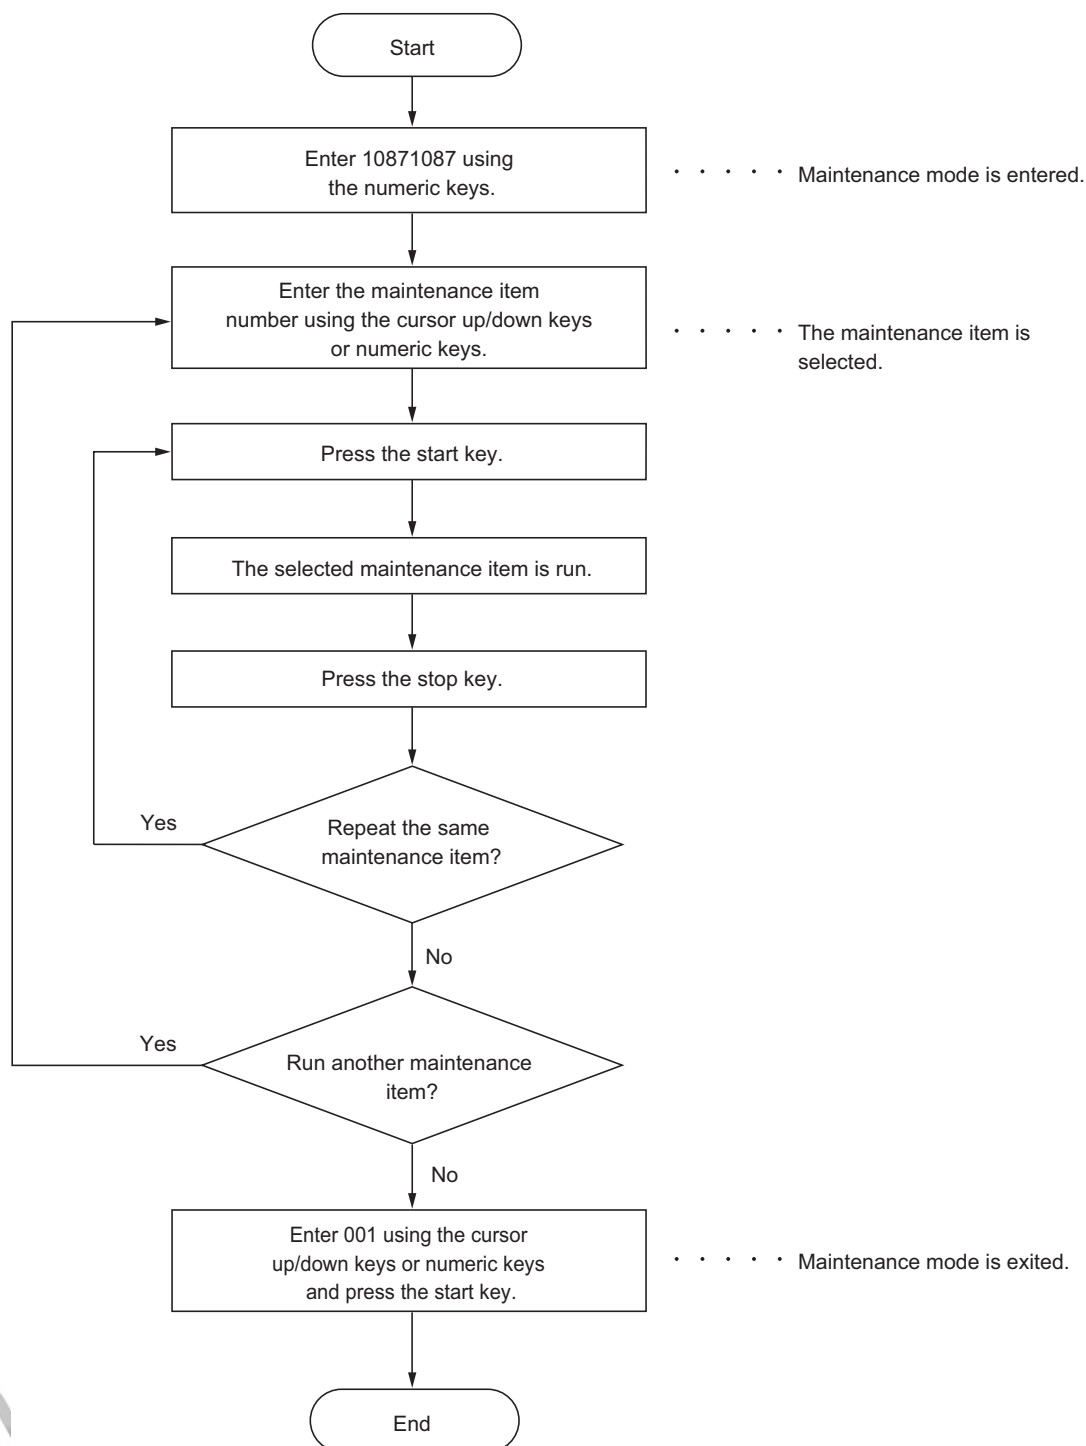 Start
Enter 10871087 using
the numeric keys.
· · · · · Maintenance mode is entered.
Enter the maintenance item
number using the cursor up/down keys
or numeric keys.
· · · · · The maintenance item is
selected.
Press the start key.
The selected maintenance item is run.
Press the stop key.
Yes
Repeat the same
maintenance item?
No
Yes
Run another maintenance
item?
No
Enter 001 using the cursor
up/down keys or numeric keys
and press the start key.
· · · · · Maintenance mode is exited.
End